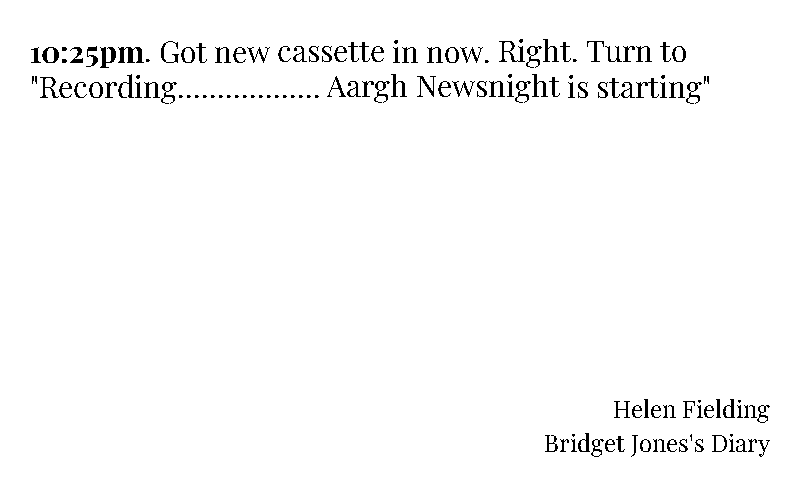 10:25pm. Got new cassette in now. Right. Turn to
"Recording.................. Aargh Newsnight is starting"
Helen Fielding
Bridget Jones's Diary